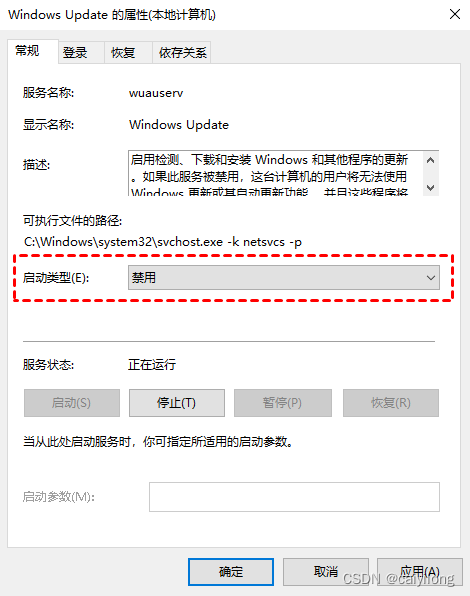 Windows Update 的属性(本地计算机)
常规 登录 恢复 依存关系
服务名称: wuauserv
显示名称: Windows Update
描述: 启用检测、下载和安装 Windows 和其他程序的更新
。如果此服务被禁用，这台计算机的用户将无法使用
Windows 更新或其自动更新功能，并且这些程序将
可执行文件的路径:
C:\Windows\system32\svchost.exe -k netsvcs -p
启动类型(E): 禁用
服务状态: 正在运行
启动(S) 停止(T) 暂停(P) 恢复(R)
当从此处启动服务时，你可指定所适用的启动参数。
启动参数(M):
确定 取消 应用(A)
CSDN @caiyilong